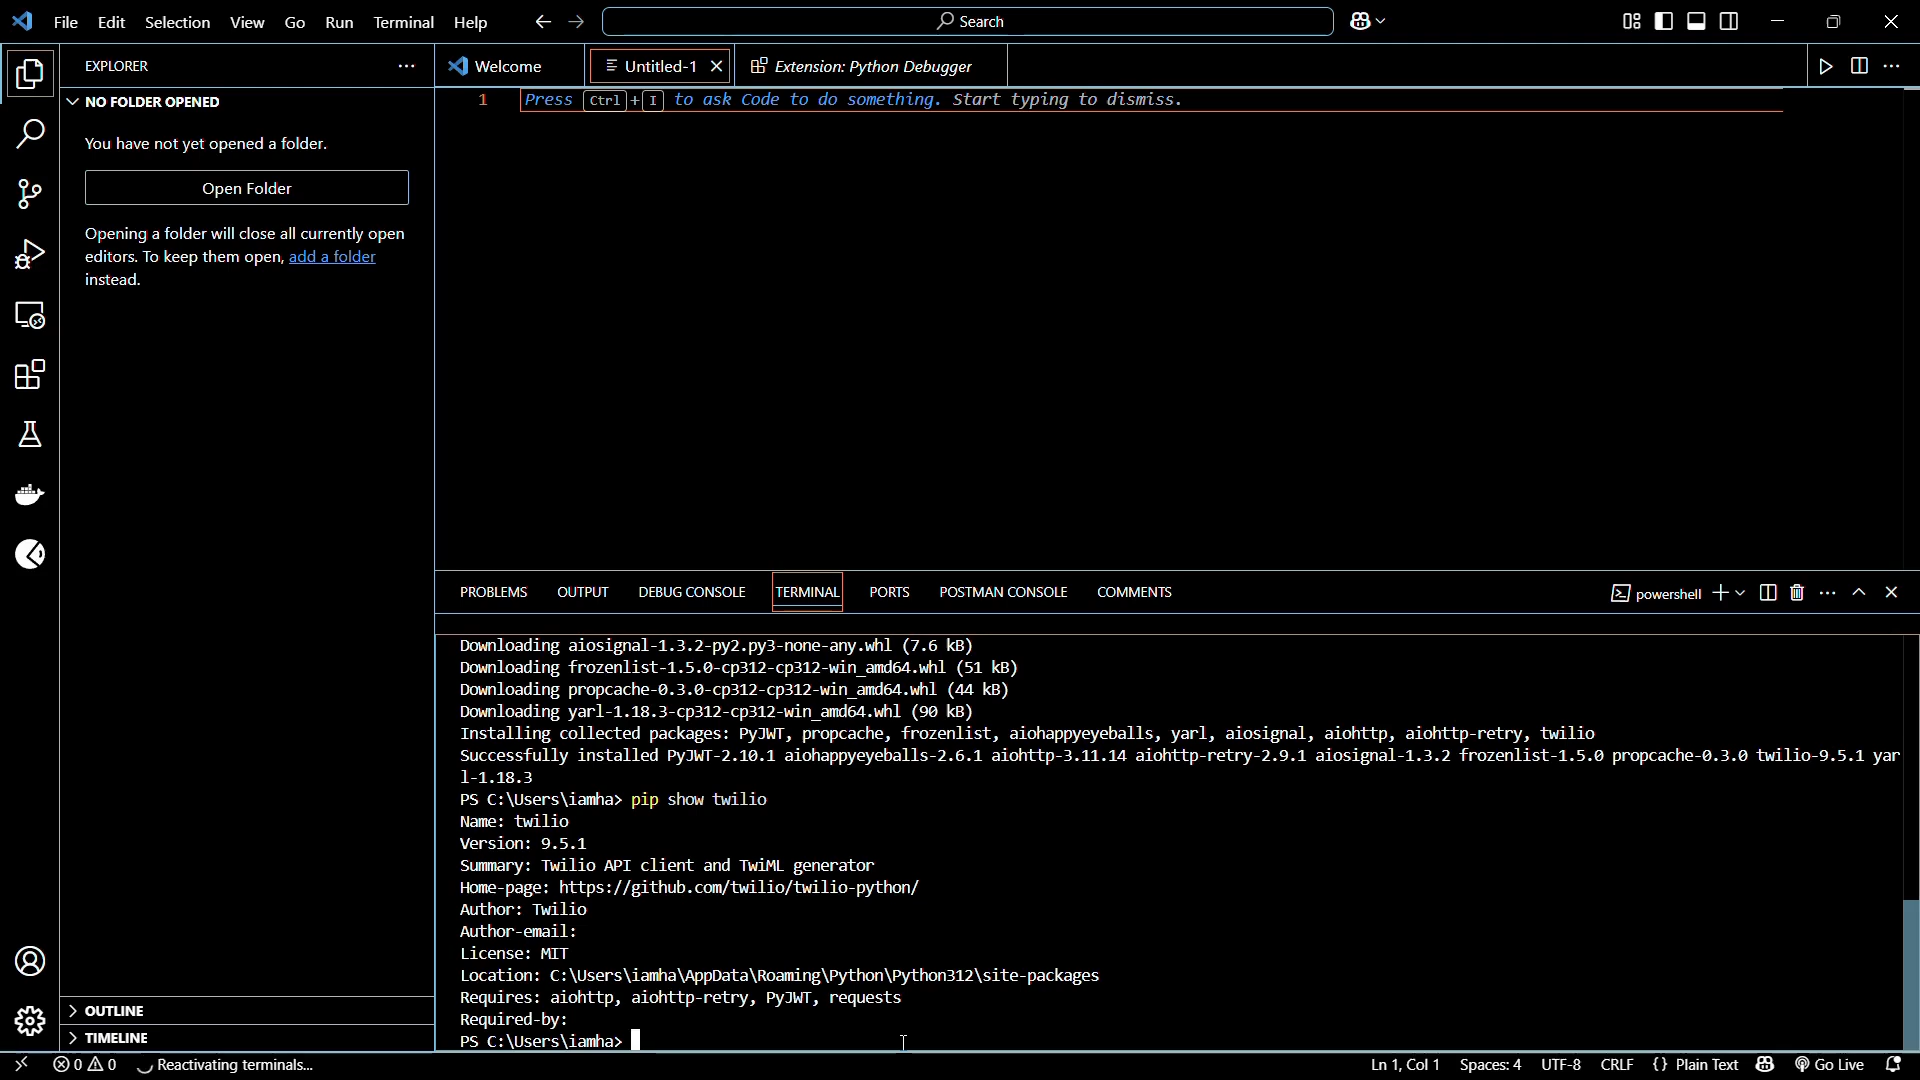 File Edit Selection View Go Run Terminal Help
Search
EXPLORER
Welcome
Untitled-1
Extension: Python Debugger
NO FOLDER OPENED
You have not yet opened a folder.
Open Folder
Opening a folder will close all currently open
editors. To keep them open, add a folder
instead.
1 Press Ctrl + I to ask Code to do something. Start typing to dismiss.
PROBLEMS OUTPUT DEBUG CONSOLE TERMINAL PORTS POSTMAN CONSOLE COMMENTS
powershell
Downloading aiosignal-1.3.2-py2.py3-none-any.whl (7.6 kB)
Downloading frozenlist-1.5.0-cp312-cp312-win_amd64.whl (51 kB)
Downloading propcache-0.3.0-cp312-cp312-win_amd64.whl (44 kB)
Downloading yarl-1.18.3-cp312-cp312-win_amd64.whl (90 kB)
Installing collected packages: PyJWT, propcache, frozenlist, aiohappyeyeballs, yarl, aiosignal, aiohttp, aiohttp-retry, twilio
Successfully installed PyJWT-2.10.1 aiohappyeyeballs-2.6.1 aiohttp-3.11.14 aiohttp-retry-2.9.1 aiosignal-1.3.2 frozenlist-1.5.0 propcache-0.3.0 twilio-9.5.1 yar
l-1.18.3
PS C:\Users\iamha> pip show twilio
Name: twilio
Version: 9.5.1
Summary: Twilio API client and TwiML generator
Home-page: https://github.com/twilio/twilio-python/
Author: Twilio
Author-email:
License: MIT
Location: C:\Users\iamha\AppData\Roaming\Python\Python312\site-packages
Requires: aiohttp, aiohttp-retry, PyJWT, requests
Required-by:
PS C:\Users\iamha>
OUTLINE
TIMELINE
0 0 Reactivating terminals...
Ln 1, Col 1 Spaces: 4 UTF-8 CRLF {} Plain Text Go Live